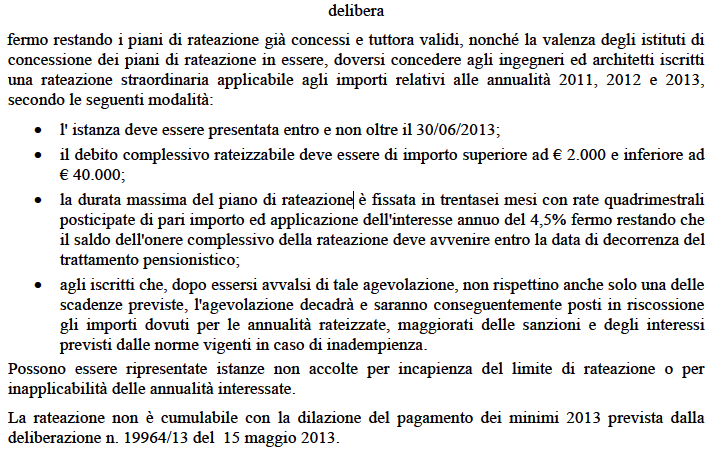 delibera
fermo restando i piani di rateazione già concessi e tuttora validi, nonché la valenza degli istituti di
concessione dei piani di rateazione in essere, doversi concedere agli ingegneri ed architetti iscritti
una rateazione straordinaria applicabile agli importi relativi alle annualità 2011, 2012 e 2013,
secondo le seguenti modalità:
• l' istanza deve essere presentata entro e non oltre il 30/06/2013;
• il debito complessivo rateizzabile deve essere di importo superiore ad € 2.000 e inferiore ad
€ 40.000;
• la durata massima del piano di rateazione è fissata in trentasei mesi con rate quadrimestrali
posticipate di pari importo ed applicazione dell'interesse annuo del 4,5% fermo restando che
il saldo dell'onere complessivo della rateazione deve avvenire entro la data di decorrenza del
trattamento pensionistico;
• agli iscritti che, dopo essersi avvalsi di tale agevolazione, non rispettino anche solo una delle
scadenze previste, l'agevolazione decadrà e saranno conseguentemente posti in riscossione
gli importi dovuti per le annualità rateizzate, maggiorati delle sanzioni e degli interessi
previsti dalle norme vigenti in caso di inadempienza.
Possono essere ripresentate istanze non accolte per incapienza del limite di rateazione o per
inapplicabilità delle annualità interessate.
La rateazione non è cumulabile con la dilazione del pagamento dei minimi 2013 prevista dalla
deliberazione n. 19964/13 del  15 maggio 2013.